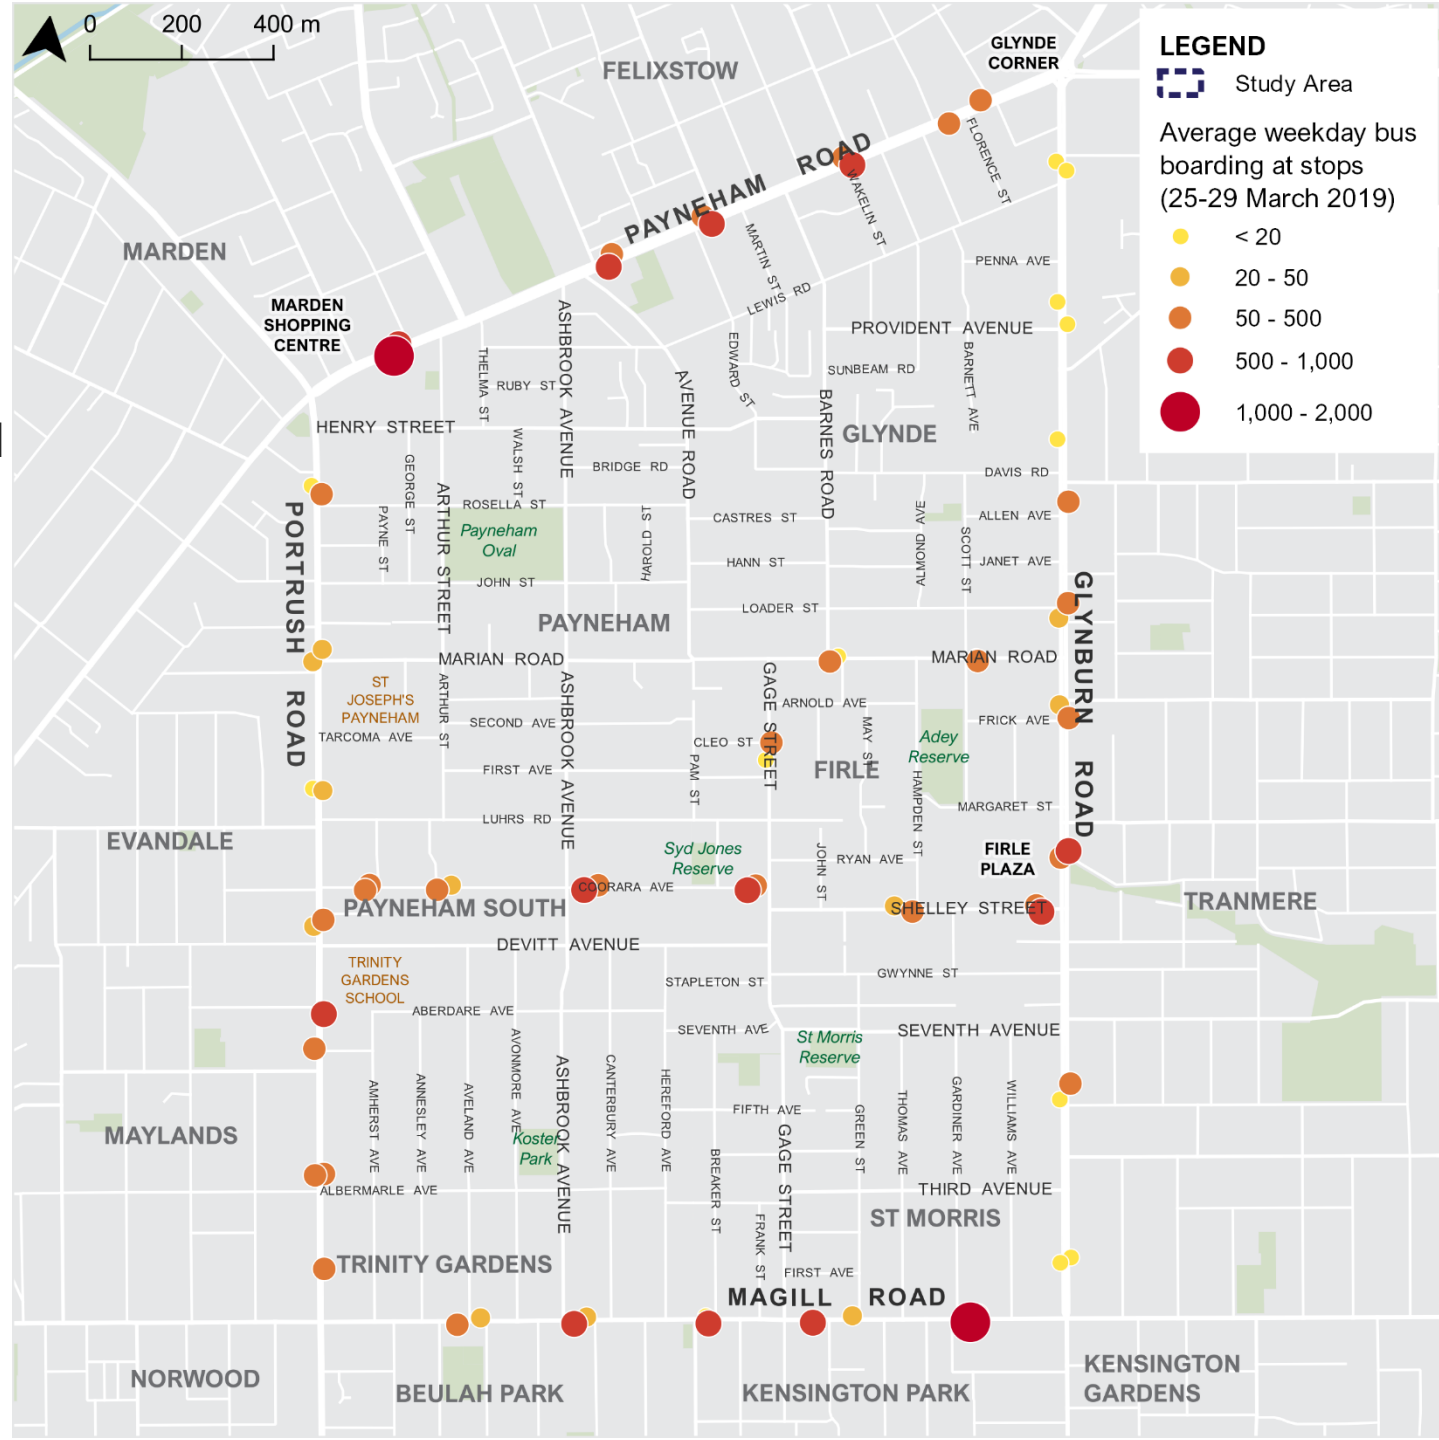 0 200 400 m
GLYNDE
CORNER
FELIXSTOW
LEGEND
Study Area
Average weekday bus
boarding at stops
(25-29 March 2019)
< 20
20 - 50
50 - 500
500 - 1,000
1,000 - 2,000
FLORENCE ST
PAYNEHAM ROAD
WAKELIN ST
MARDEN
MARTIN ST
PENNA AVE
LEWIS RD
MARDEN
SHOPPING
CENTRE
ASHBROOK AVENUE
PROVIDENT AVENUE
EDWARD ST
THELMA ST
RUBY ST
SUNBEAM RD
BARNETT AVE
AVENUE ROAD
BARNES ROAD
HENRY STREET
GLYNDE
WALSH ST
GEORGE ST
BRIDGE RD
DAVIS RD
PORTRUSH ROAD
ARTHUR STREET
ROSELLA ST
PAYNE ST
Payneham
Oval
HAROLD ST
CASTRES ST
ALMOND AVE
SCOTT ST
ALLEN AVE
HANN ST
JANET AVE
JOHN ST
LOADER ST
GLYNBURN ROAD
PAYNEHAM
MARIAN ROAD
MARIAN ROAD
ST
JOSEPH'S
PAYNEHAM
ARTHUR ST
ASHBROOK AVENUE
GAGE STREET
ARNOLD AVE
SECOND AVE
MAY ST
FRICK AVE
TARCOMA AVE
CLEO ST
Adey
Reserve
FIRST AVE
PAM ST
FIRLE
HAMPDEN ST
MARGARET ST
LUHRS RD
EVANDALE
Syd Jones
Reserve
JOHN ST
RYAN AVE
FIRLE
PLAZA
COORARA AVE
PAYNEHAM SOUTH
SHELLEY STREET
TRANMERE
DEVITT AVENUE
TRINITY
GARDENS
SCHOOL
STAPLETON ST
GWYNNE ST
ABERDARE AVE
SEVENTH AVE
SEVENTH AVENUE
St Morris
Reserve
AVONMORE AVE
ASHBROOK AVENUE
CANTERBURY AVE
HEREFORD AVE
AMHERST AVE
ANNESLEY AVE
AVELAND AVE
FIFTH AVE
GREEN ST
THOMAS AVE
GARDINER AVE
WILLIAMS AVE
MAYLANDS
Koster
Park
GAGE STREET
BREAKER ST
ALBERMARLE AVE
THIRD AVENUE
FRANK ST
ST MORRIS
TRINITY GARDENS
FIRST AVE
MAGILL ROAD
NORWOOD
BEULAH PARK
KENSINGTON PARK
KENSINGTON
GARDENS